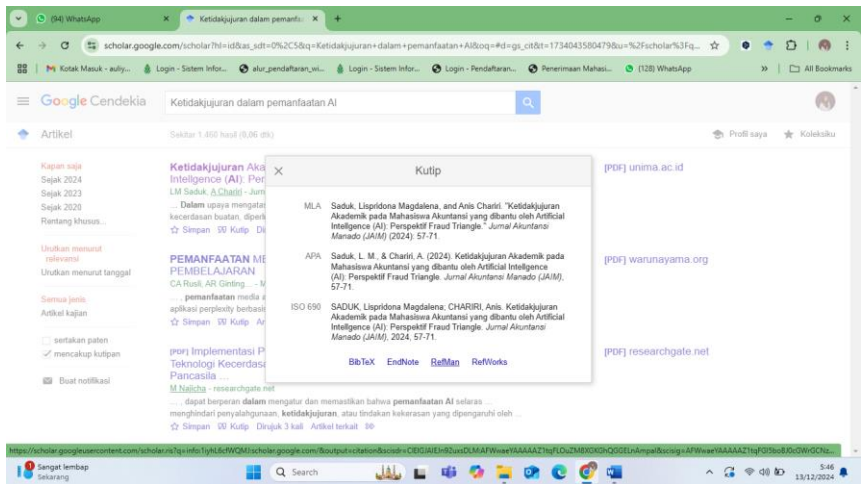 (94) WhatsApp
Ketidakjujuran dalam pemanfaa
scholar.google.com/scholar?hl=id&as_sdt=0%2C5&q=Ketidakjujuran+dalam+pemanfaatan+AI&oq=#d=gs_cit&t=1734043580479&u=%2Fscholar%3Fq...
Kotak Masuk - auliy...
Login - Sistem Infor...
alur_pendaftaran_wi...
Login - Sistem Infor...
Login - Pendaftaran...
Penerimaan Mahasi...
(128) WhatsApp
All Bookmarks
Google Cendekia
Ketidakjujuran dalam pemanfaatan AI
Artikel
Sekitar 1.460 hasil (0,06 dtk)
Profil saya
Koleksiku
Kapan saja
Sejak 2024
Sejak 2023
Sejak 2020
Rentang khusus...
Urutkan menurut
relevansi
Urutkan menurut tanggal
Semua jenis
Artikel kajian
sertakan paten
mencakup kutipan
Buat notifikasi
Ketidakjujuran Aka
Intelligence (AI): Per
LM Saduk, A Chariri - Jurn
... Dalam upaya mengatas
kecerdasan buatan, diperl
Simpan Kutip Di
[PDF] unima.ac.id
PEMANFAATAN ME
PEMBELAJARAN
CA Rusli, AR Ginting... - M
... pemanfaatan media a
aplikasi perplexity berbasi
Simpan Kutip Ar
[PDF] warunayama.org
[PDF] Implementasi P
Teknologi Kecerdasa
Pancasila ...
M Najicha - researchgate.net
... , dapat berperan dalam mengatur dan memastikan bahwa pemanfaatan AI selaras ...
menghindari penyalahgunaan, ketidakjujuran, atau tindakan kekerasan yang dipengaruhi oleh ...
Simpan Kutip Dirujuk 3 kali Artikel terkait
[PDF] researchgate.net
Kutip
MLA
Saduk, Lispridona Magdalena, and Anis Chariri. "Ketidakjujuran
Akademik pada Mahasiswa Akuntansi yang dibantu oleh Artificial
Intellgence (AI): Perspektif Fraud Triangle." Jurnal Akuntansi
Manado (JAIM) (2024): 57-71.
APA
Saduk, L. M., & Chariri, A. (2024). Ketidakjujuran Akademik pada
Mahasiswa Akuntansi yang dibantu oleh Artificial Intellgence
(AI): Perspektif Fraud Triangle. Jurnal Akuntansi Manado (JAIM),
57-71.
ISO 690
SADUK, Lispridona Magdalena; CHARIRI, Anis. Ketidakjujuran
Akademik pada Mahasiswa Akuntansi yang dibantu oleh Artificial
Intellgence (AI): Perspektif Fraud Triangle. Jurnal Akuntansi
Manado (JAIM), 2024, 57-71.
BibTeX EndNote RefMan RefWorks
Sangat lembap
Sekarang
Search
5:46
13/12/2024